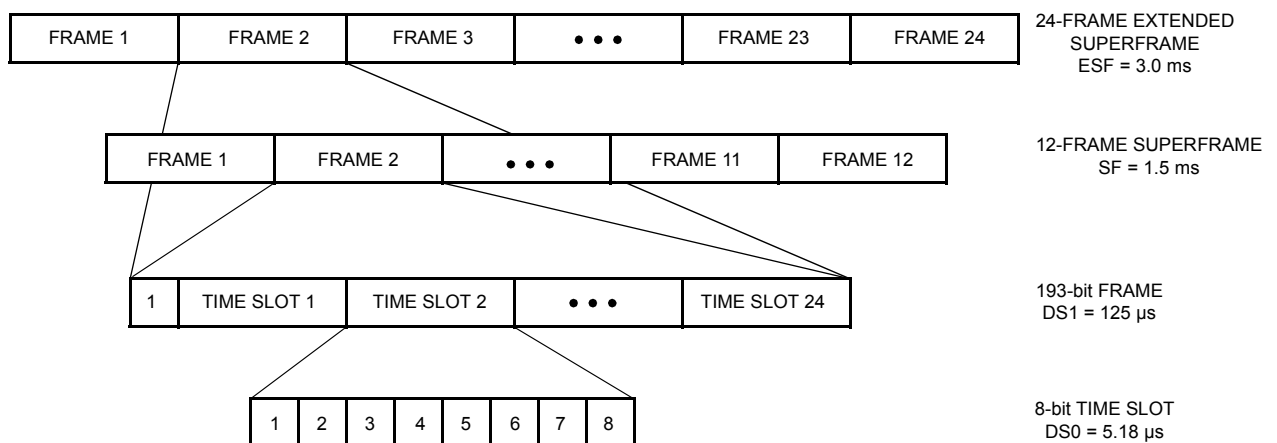 FRAME 1 FRAME 2 FRAME 3 ••• FRAME 23 FRAME 24
24-FRAME EXTENDED
SUPERFRAME
ESF = 3.0 ms
FRAME 1 FRAME 2 ••• FRAME 11 FRAME 12
12-FRAME SUPERFRAME
SF = 1.5 ms
1 TIME SLOT 1 TIME SLOT 2 ••• TIME SLOT 24
193-bit FRAME
DS1 = 125 µs
1 2 3 4 5 6 7 8
8-bit TIME SLOT
DS0 = 5.18 µs